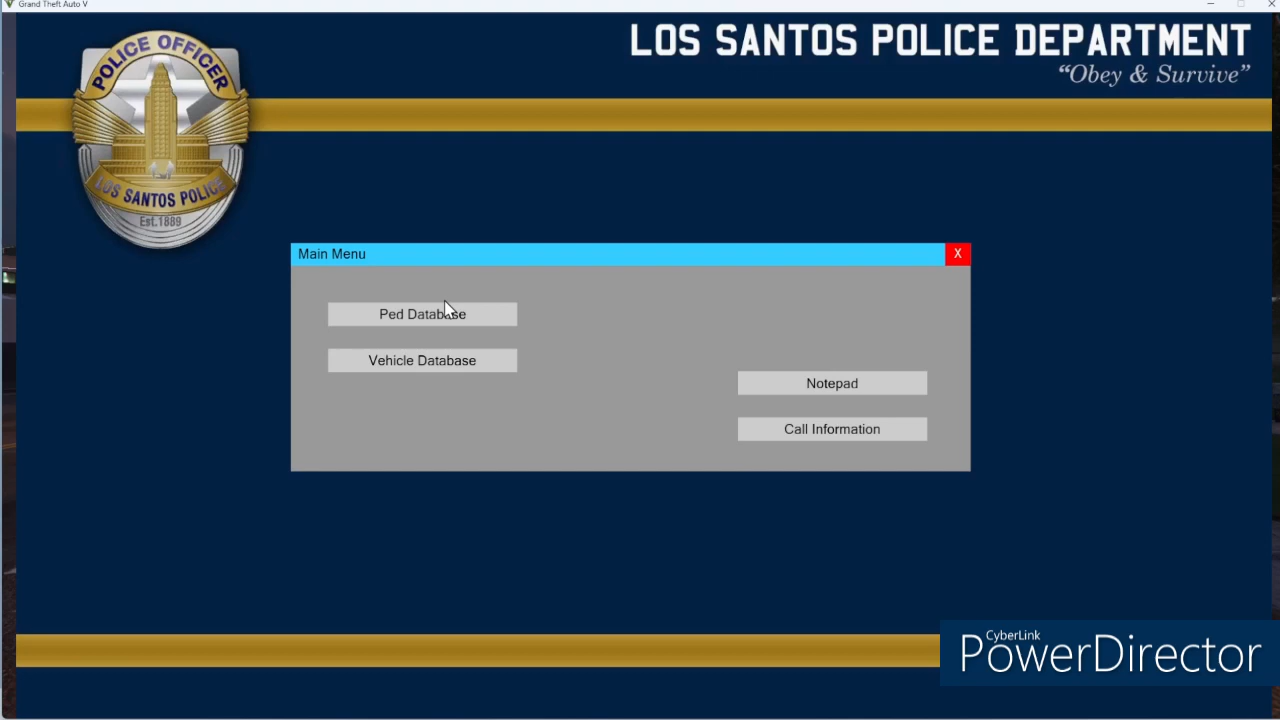 Grand Theft Auto V
LOS SANTOS POLICE DEPARTMENT
“Obey & Survive”
POLICE OFFICER
LOS SANTOS POLICE
Est.1889
Main Menu
X
Ped Database
Vehicle Database
Notepad
Call Information
CyberLink
PowerDirector